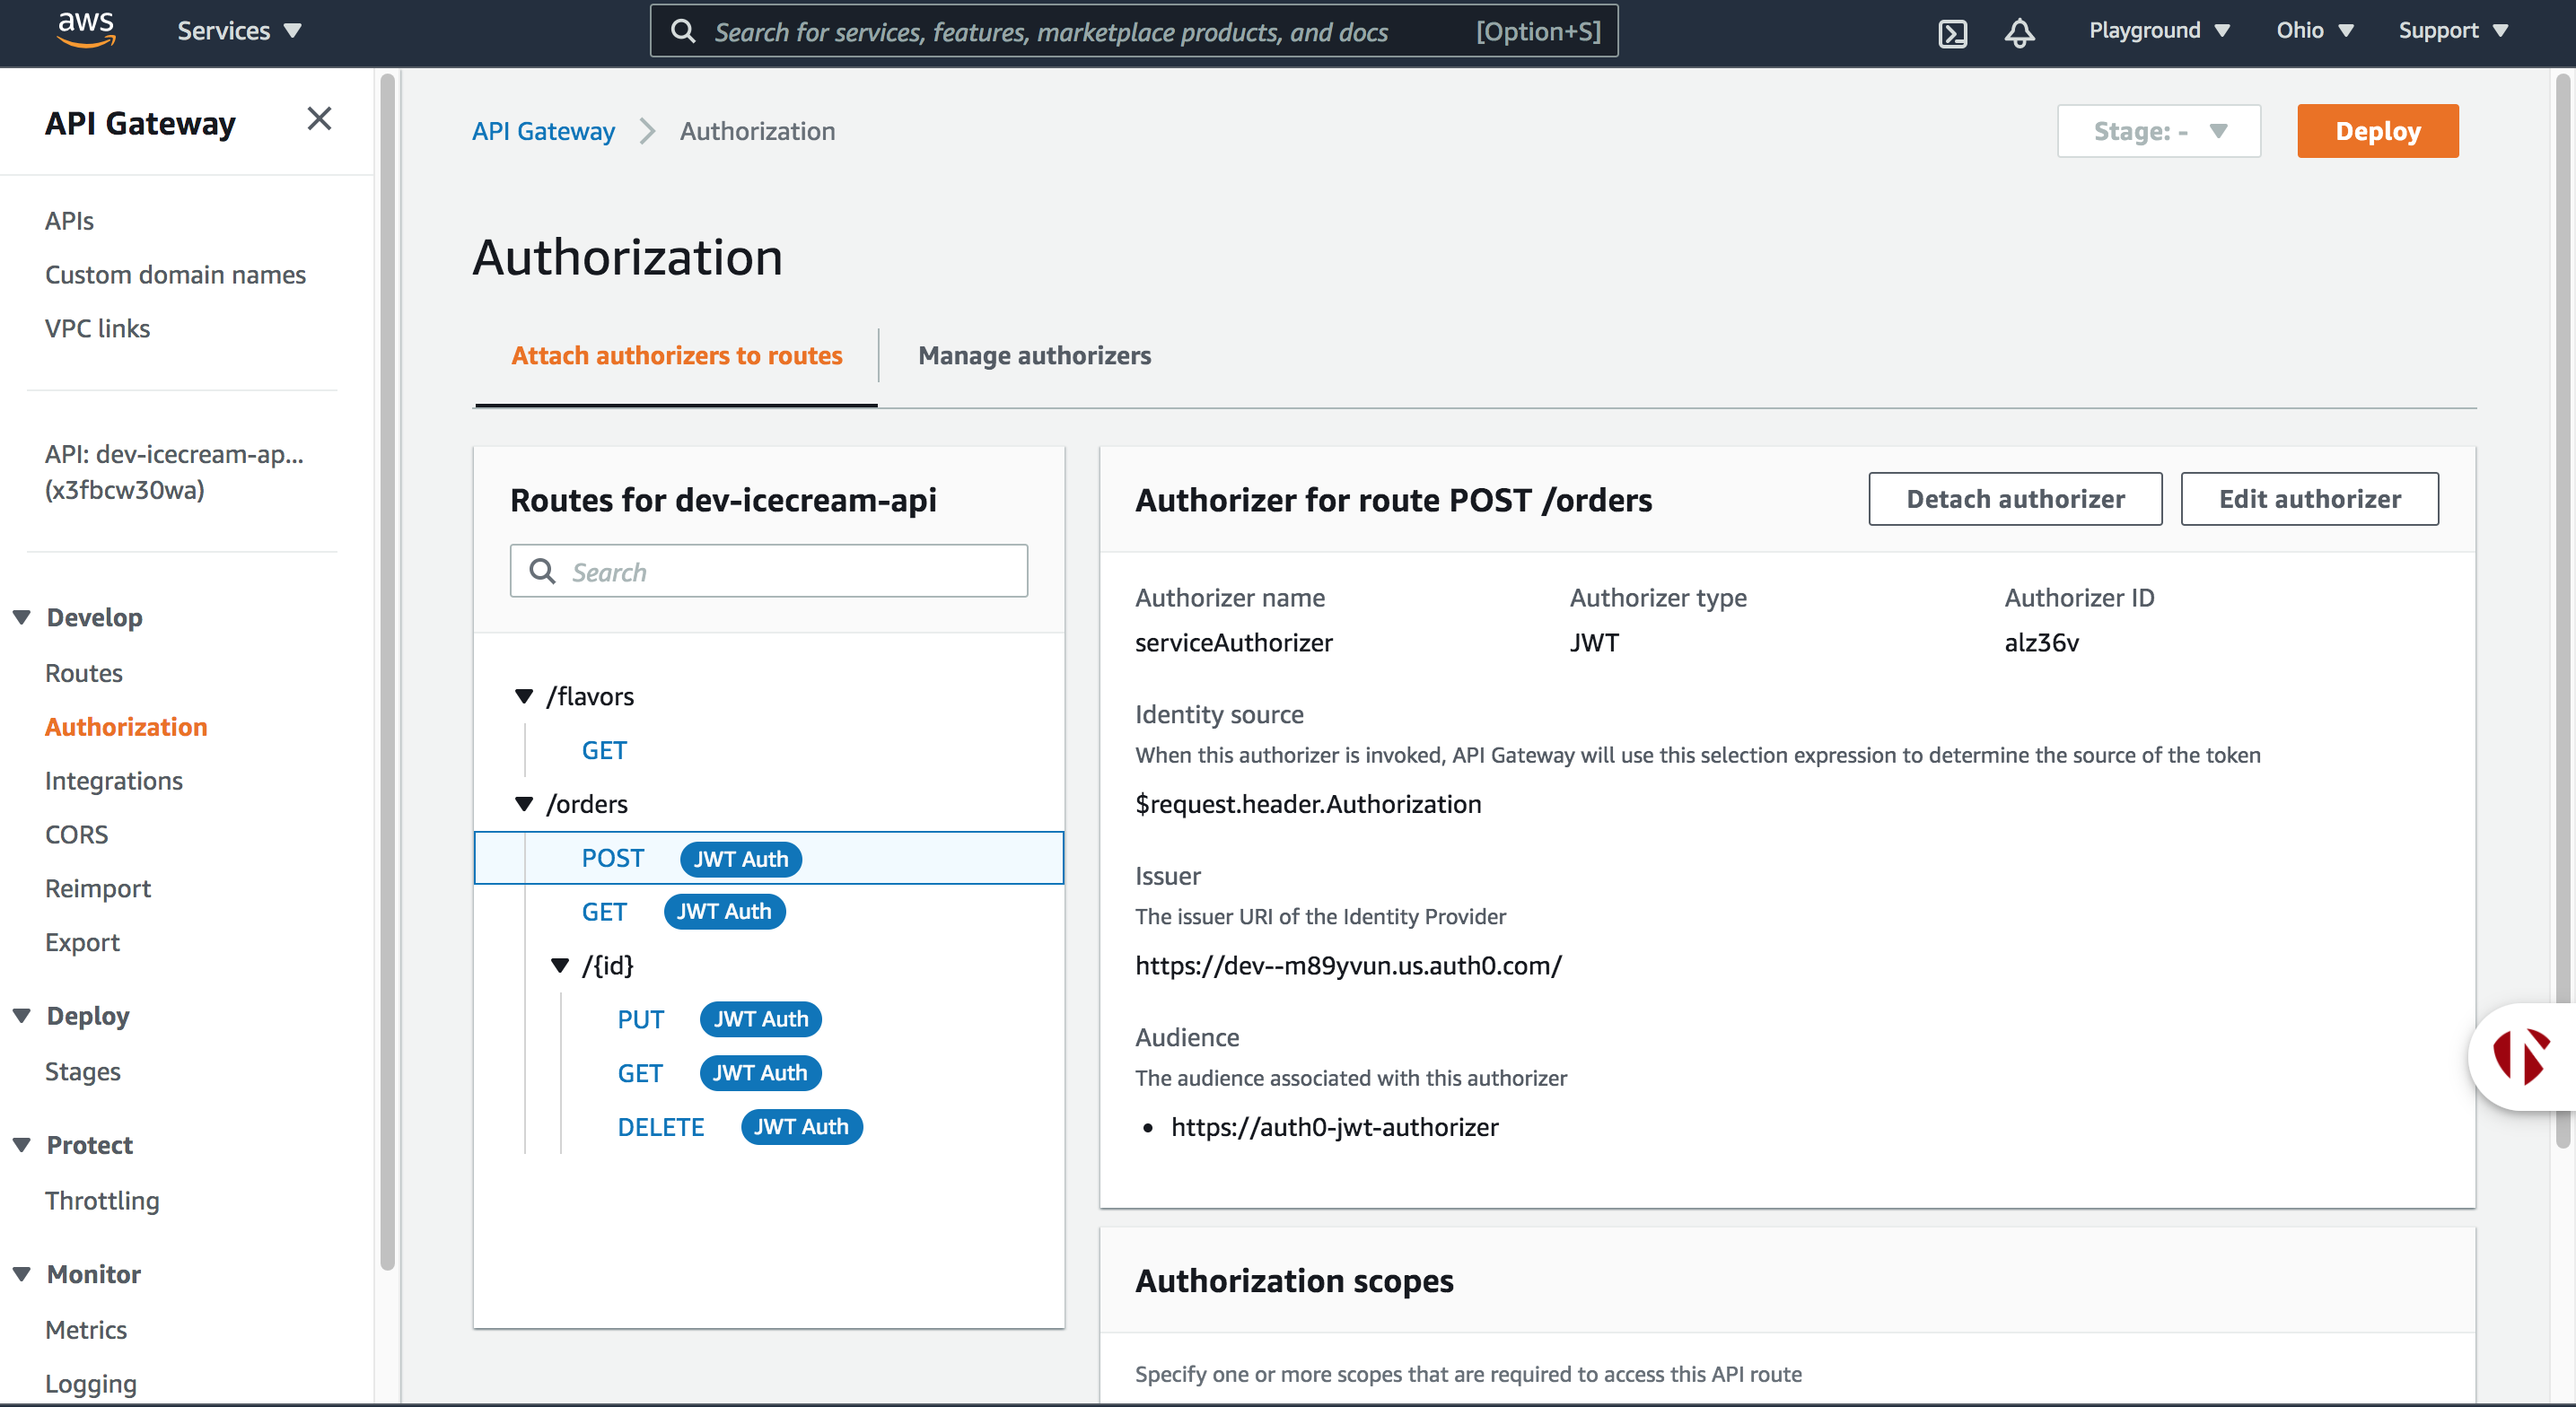 aws
Services
Search for services, features, marketplace products, and docs [Option+S]
Playground
Ohio
Support
API Gateway
APIs
Custom domain names
VPC links
API: dev-icecream-ap...
(x3fbcw30wa)
Develop
Routes
Authorization
Integrations
CORS
Reimport
Export
Deploy
Stages
Protect
Throttling
Monitor
Metrics
Logging
API Gateway
Authorization
Stage: -
Deploy
Authorization
Attach authorizers to routes
Manage authorizers
Routes for dev-icecream-api
Search
/flavors
GET
/orders
POST JWT Auth
GET JWT Auth
/{id}
PUT JWT Auth
GET JWT Auth
DELETE JWT Auth
Authorizer for route POST /orders
Detach authorizer
Edit authorizer
Authorizer name
serviceAuthorizer
Authorizer type
JWT
Authorizer ID
alz36v
Identity source
When this authorizer is invoked, API Gateway will use this selection expression to determine the source of the token
$request.header.Authorization
Issuer
The issuer URI of the Identity Provider
https://dev--m89yvun.us.auth0.com/
Audience
The audience associated with this authorizer
• https://auth0-jwt-authorizer
Authorization scopes
Specify one or more scopes that are required to access this API route